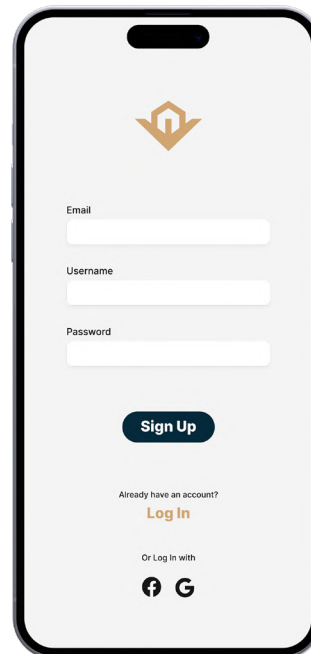 Email
Username
Password
Sign Up
Already have an account?
Log In
Or Log In with